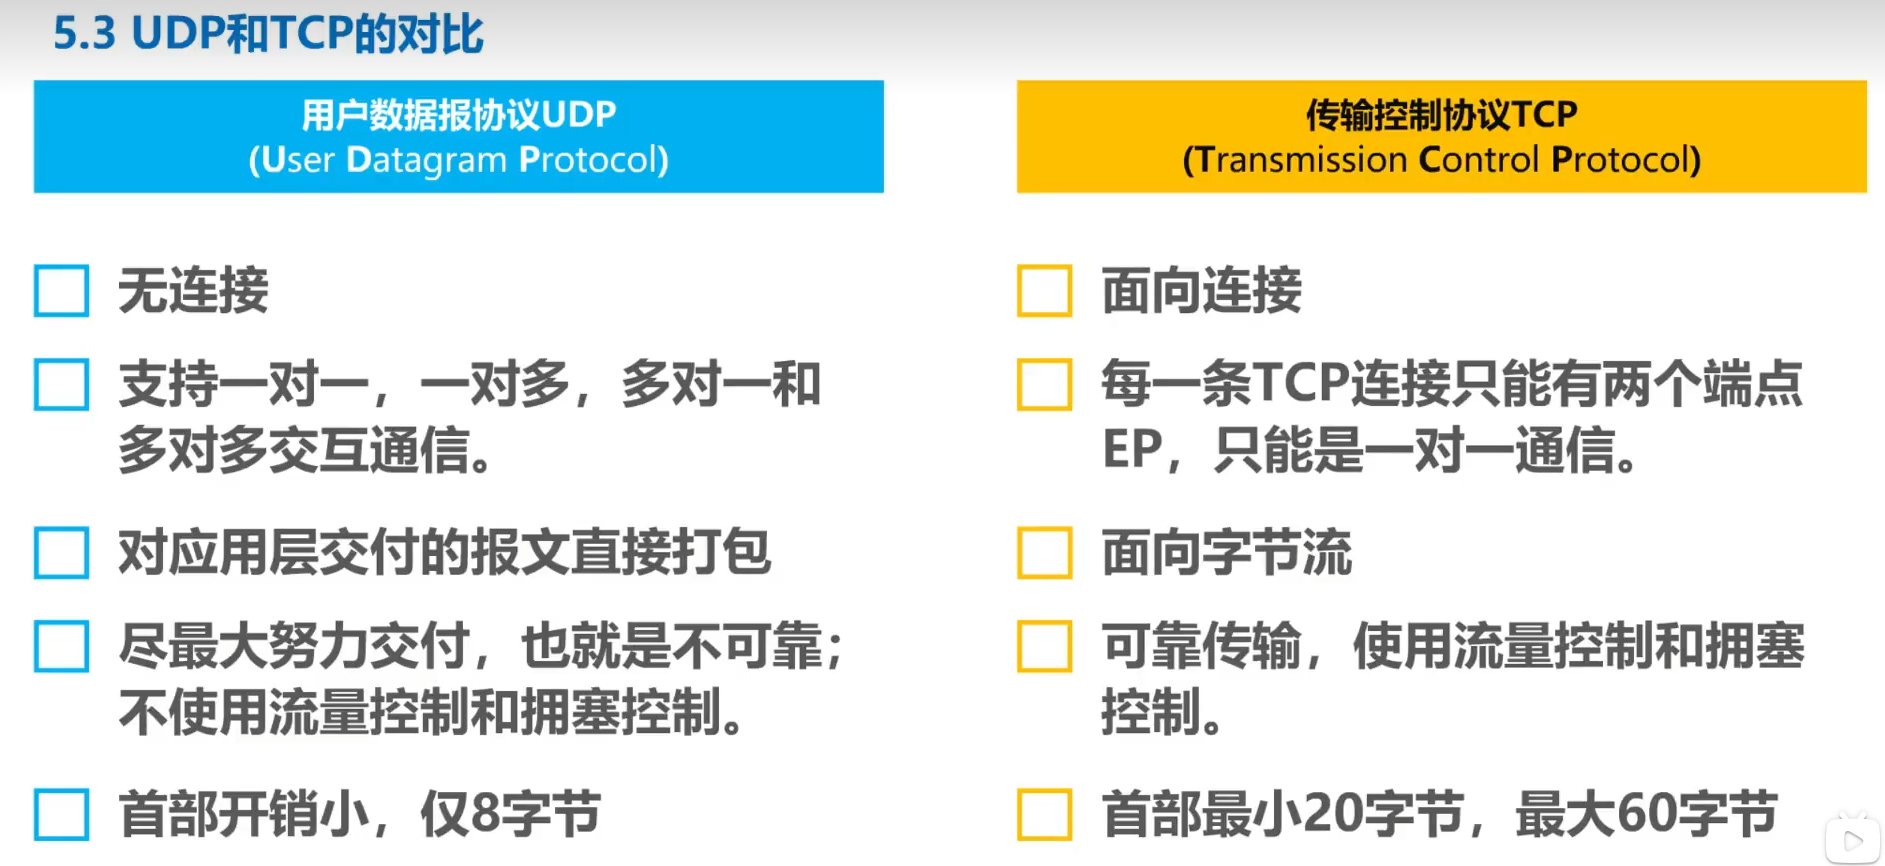 5.3 UDP和TCP的对比
用户数据报协议UDP
(User Datagram Protocol)
无连接
支持一对一，一对多，多对一和
多对多交互通信。
对应用层交付的报文直接打包
尽最大努力交付，也就是不可靠；
不使用流量控制和拥塞控制。
首部开销小，仅8字节
传输控制协议TCP
(Transmission Control Protocol)
面向连接
每一条TCP连接只能有两个端点
EP，只能是一对一通信。
面向字节流
可靠传输，使用流量控制和拥塞
控制。
首部最小20字节，最大60字节